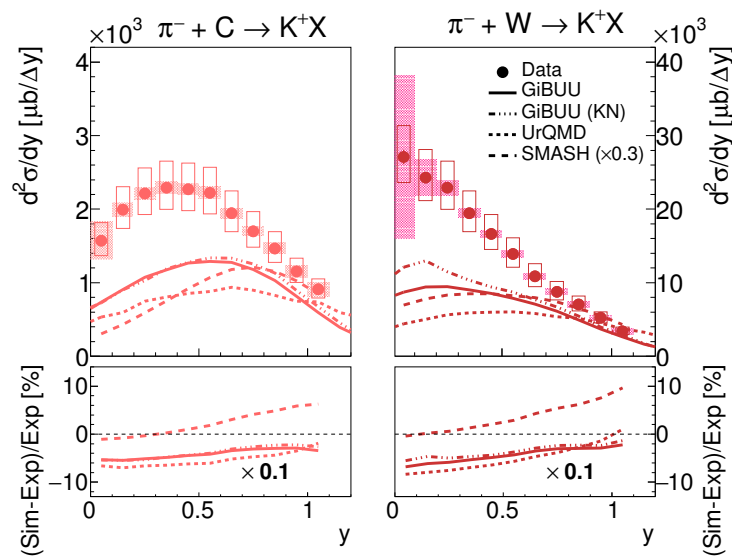 π⁻ + C → K⁺X
π⁻ + W → K⁺X
×10³
×10³
d²σ/dy [μb/Δy]
4
3
2
1
0
Data
GiBUU
GiBUU (KN)
UrQMD
SMASH (×0.3)
40
30
20
10
0
d²σ/dy [μb/Δy]
(Sim-Exp)/Exp [%]
10
0
−10
× 0.1
× 0.1
10
0
−10
(Sim-Exp)/Exp [%]
0 0.5 1 y
0 0.5 1 y